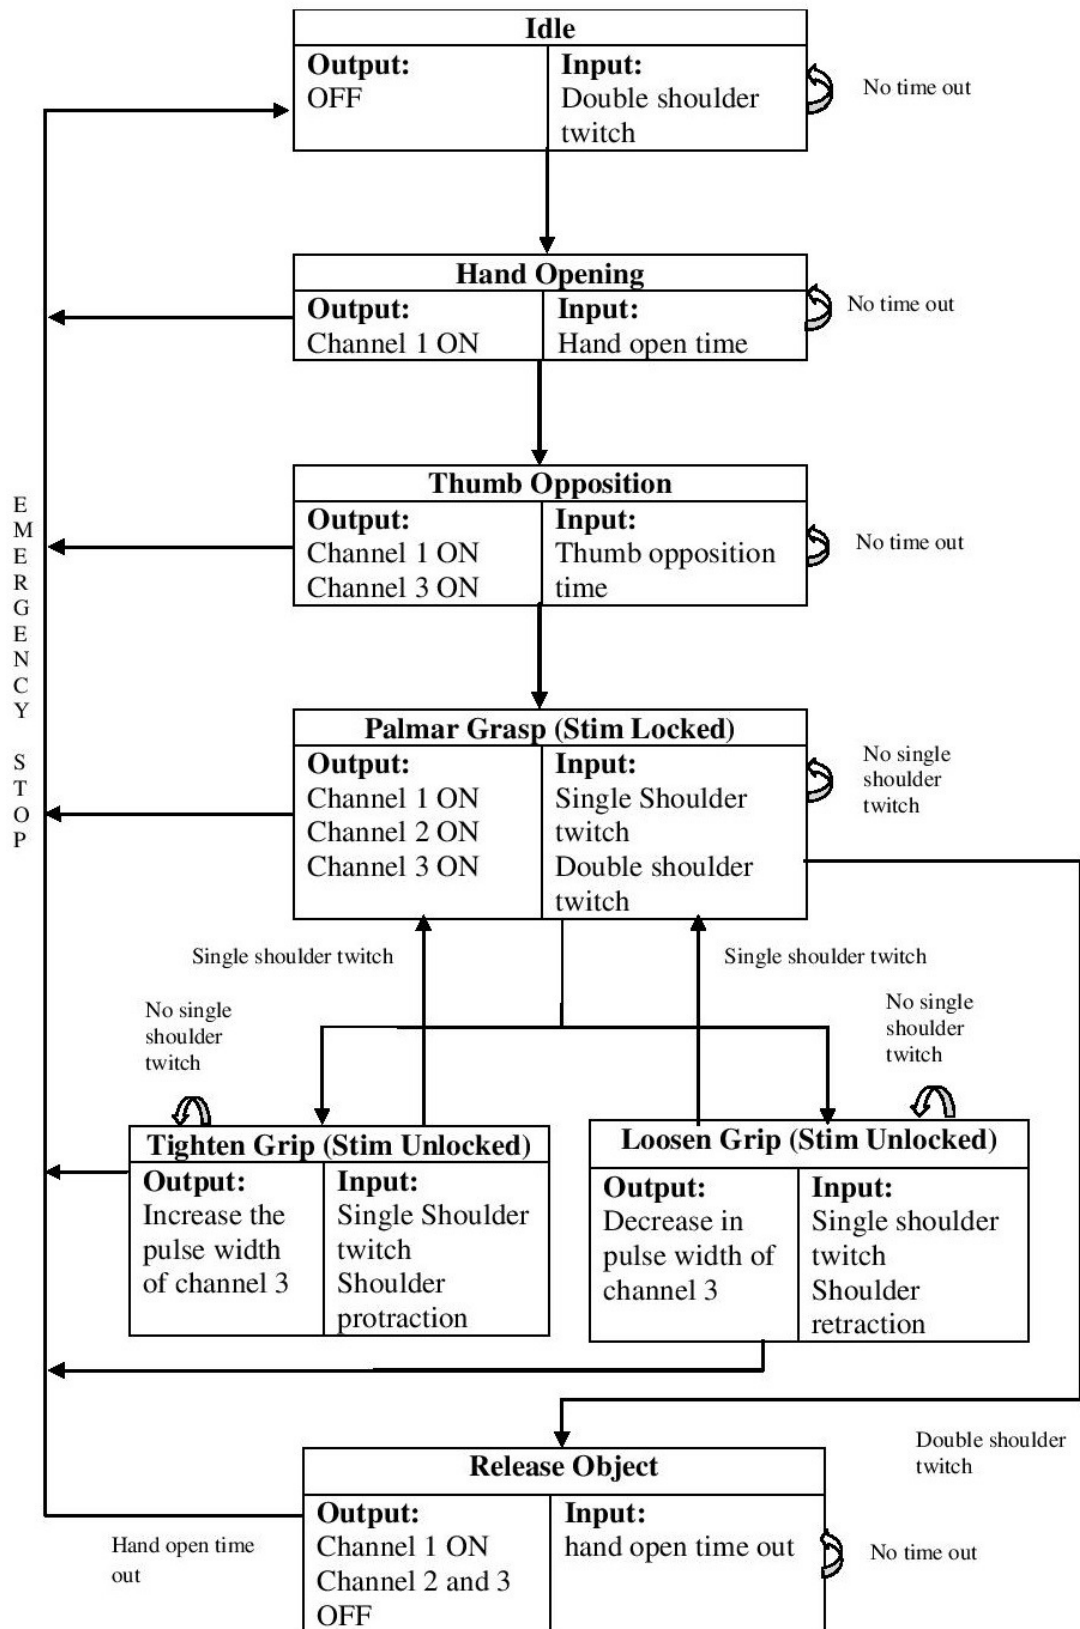 Idle
Output:
OFF
Input:
Double shoulder
twitch
No time out
Hand Opening
Output:
Channel 1 ON
Input:
Hand open time
No time out
Thumb Opposition
Output:
Channel 1 ON
Channel 3 ON
Input:
Thumb opposition
time
No time out
EMERGENCY STOP
Palmar Grasp (Stim Locked)
Output:
Channel 1 ON
Channel 2 ON
Channel 3 ON
Input:
Single Shoulder
twitch
Double shoulder
twitch
No single
shoulder
twitch
Single shoulder twitch
Single shoulder twitch
No single
shoulder
twitch
No single
shoulder
twitch
Tighten Grip (Stim Unlocked)
Output:
Increase the
pulse width
of channel 3
Input:
Single Shoulder
twitch
Shoulder
protraction
Loosen Grip (Stim Unlocked)
Output:
Decrease in
pulse width of
channel 3
Input:
Single shoulder
twitch
Shoulder
retraction
Double shoulder
twitch
Release Object
Output:
Channel 1 ON
Channel 2 and 3
OFF
Input:
hand open time out
Hand open time
out
No time out